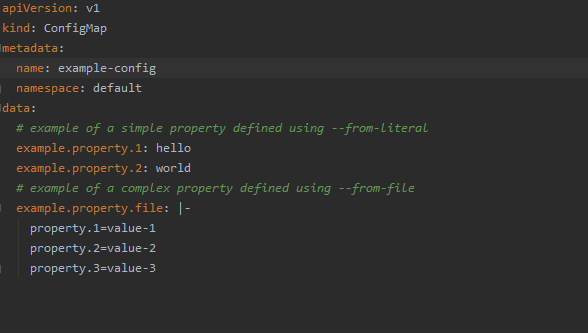 apiVersion: v1
kind: ConfigMap
metadata:
  name: example-config
  namespace: default
data:
  # example of a simple property defined using --from-literal
  example.property.1: hello
  example.property.2: world
  # example of a complex property defined using --from-file
  example.property.file: |-
    property.1=value-1
    property.2=value-2
    property.3=value-3